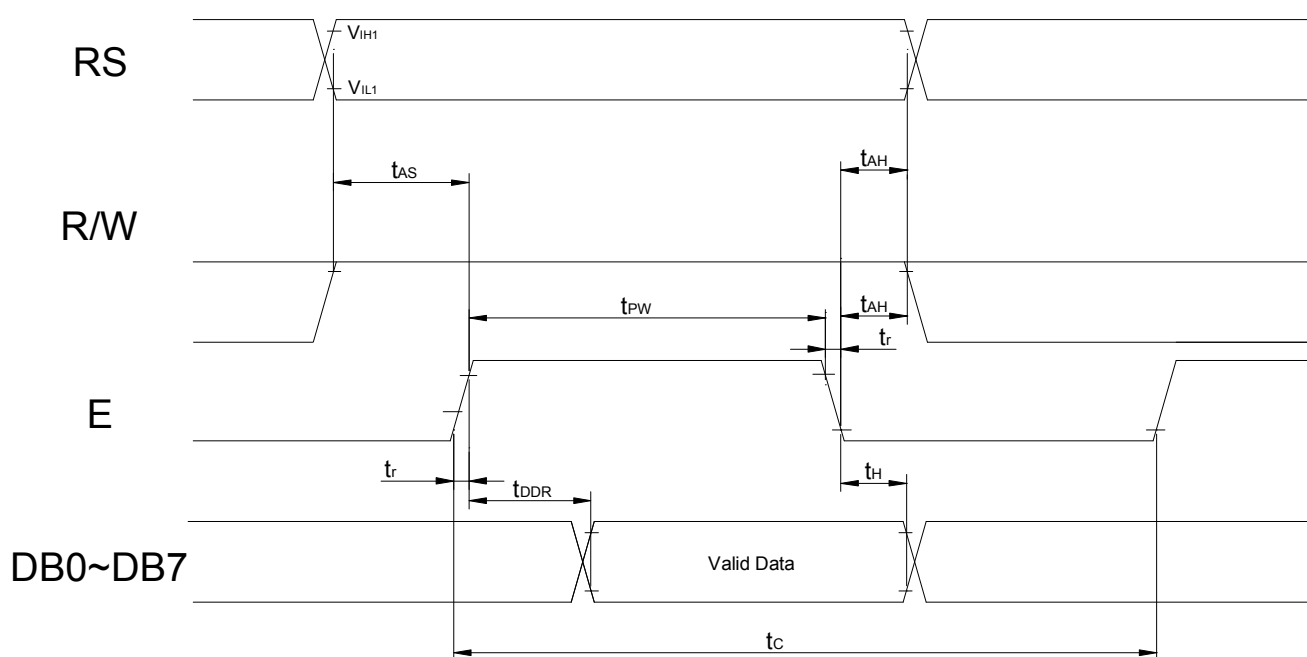 RS
VIH1
VIL1
tAS
tAH
R/W
tPW
tAH
tr
E
tr
tDDR
tH
DB0~DB7
Valid Data
tC